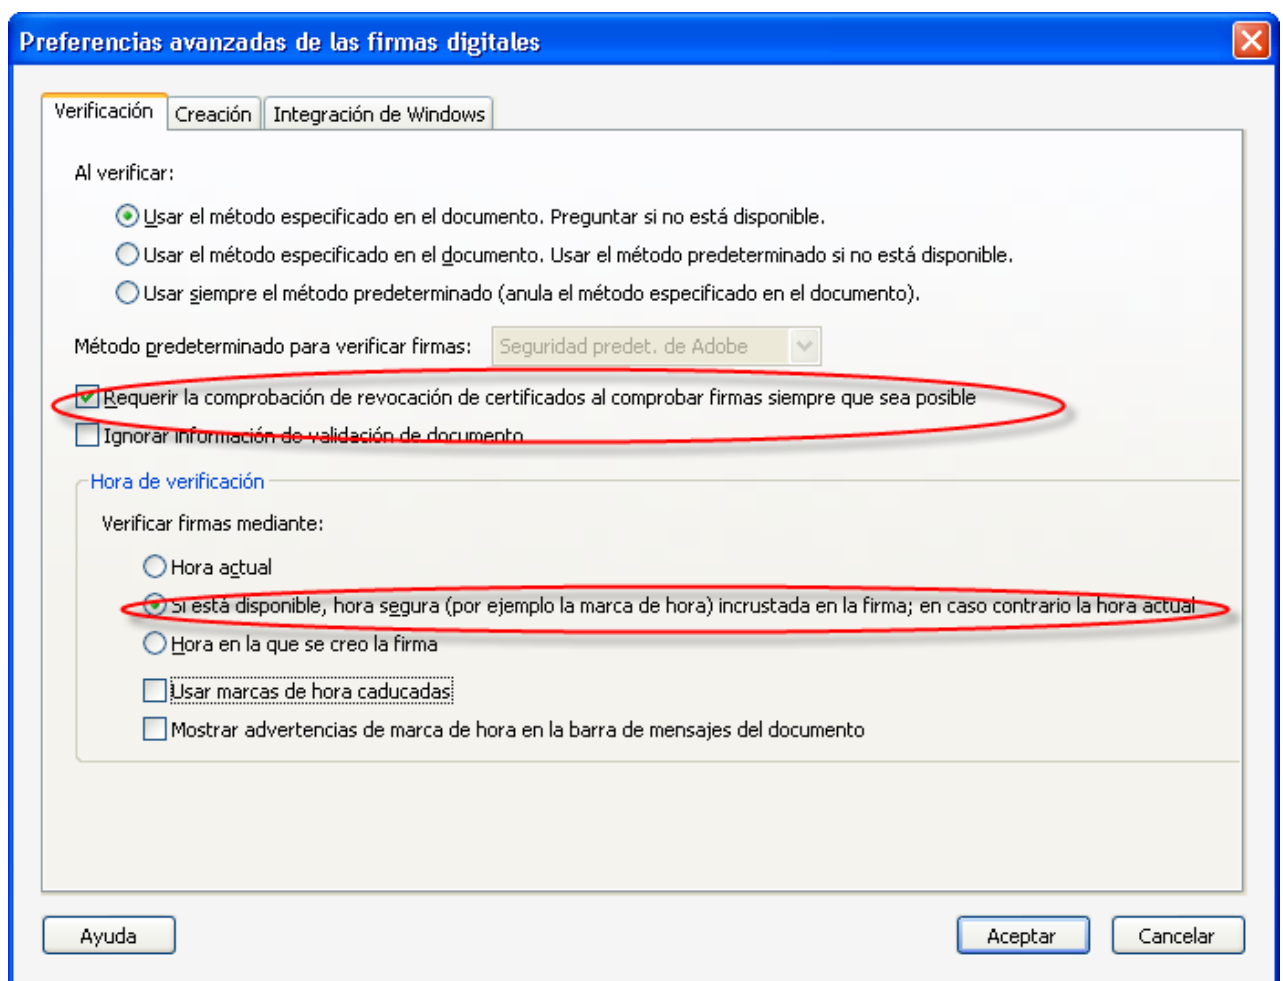 Preferencias avanzadas de las firmas digitales
Verificación
Creación
Integración de Windows
Al verificar:
Usar el método especificado en el documento. Preguntar si no está disponible.
Usar el método especificado en el documento. Usar el método predeterminado si no está disponible.
Usar siempre el método predeterminado (anula el método especificado en el documento).
Método predeterminado para verificar firmas: Seguridad predet. de Adobe
Requerir la comprobación de revocación de certificados al comprobar firmas siempre que sea posible
Ignorar información de validación de documento
Hora de verificación
Verificar firmas mediante:
Hora actual
Si está disponible, hora segura (por ejemplo la marca de hora) incrustada en la firma; en caso contrario la hora actual
Hora en la que se creo la firma
Usar marcas de hora caducadas
Mostrar advertencias de marca de hora en la barra de mensajes del documento
Ayuda
Aceptar
Cancelar